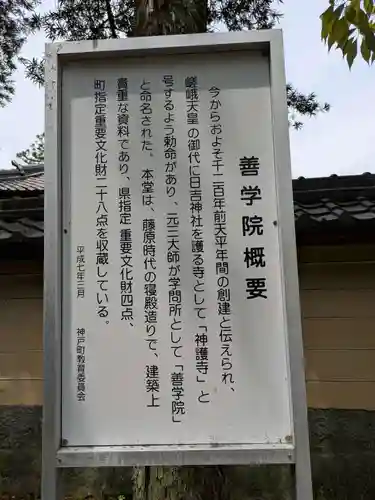 善学院概要
今からおよそ千二百年前天平年間の創建と伝えられ、
嵯峨天皇の御代に日吉神社を護る寺として「神護寺」と
号するよう勅命があり、元三大師が学問所として「善学院」
と命名された。本堂は、藤原時代の寝殿造りで、建築上
貴重な資料であり、県指定重要文化財四点、
町指定重要文化財二十八点を収蔵している。
平成七年三月　神戸町教育委員会